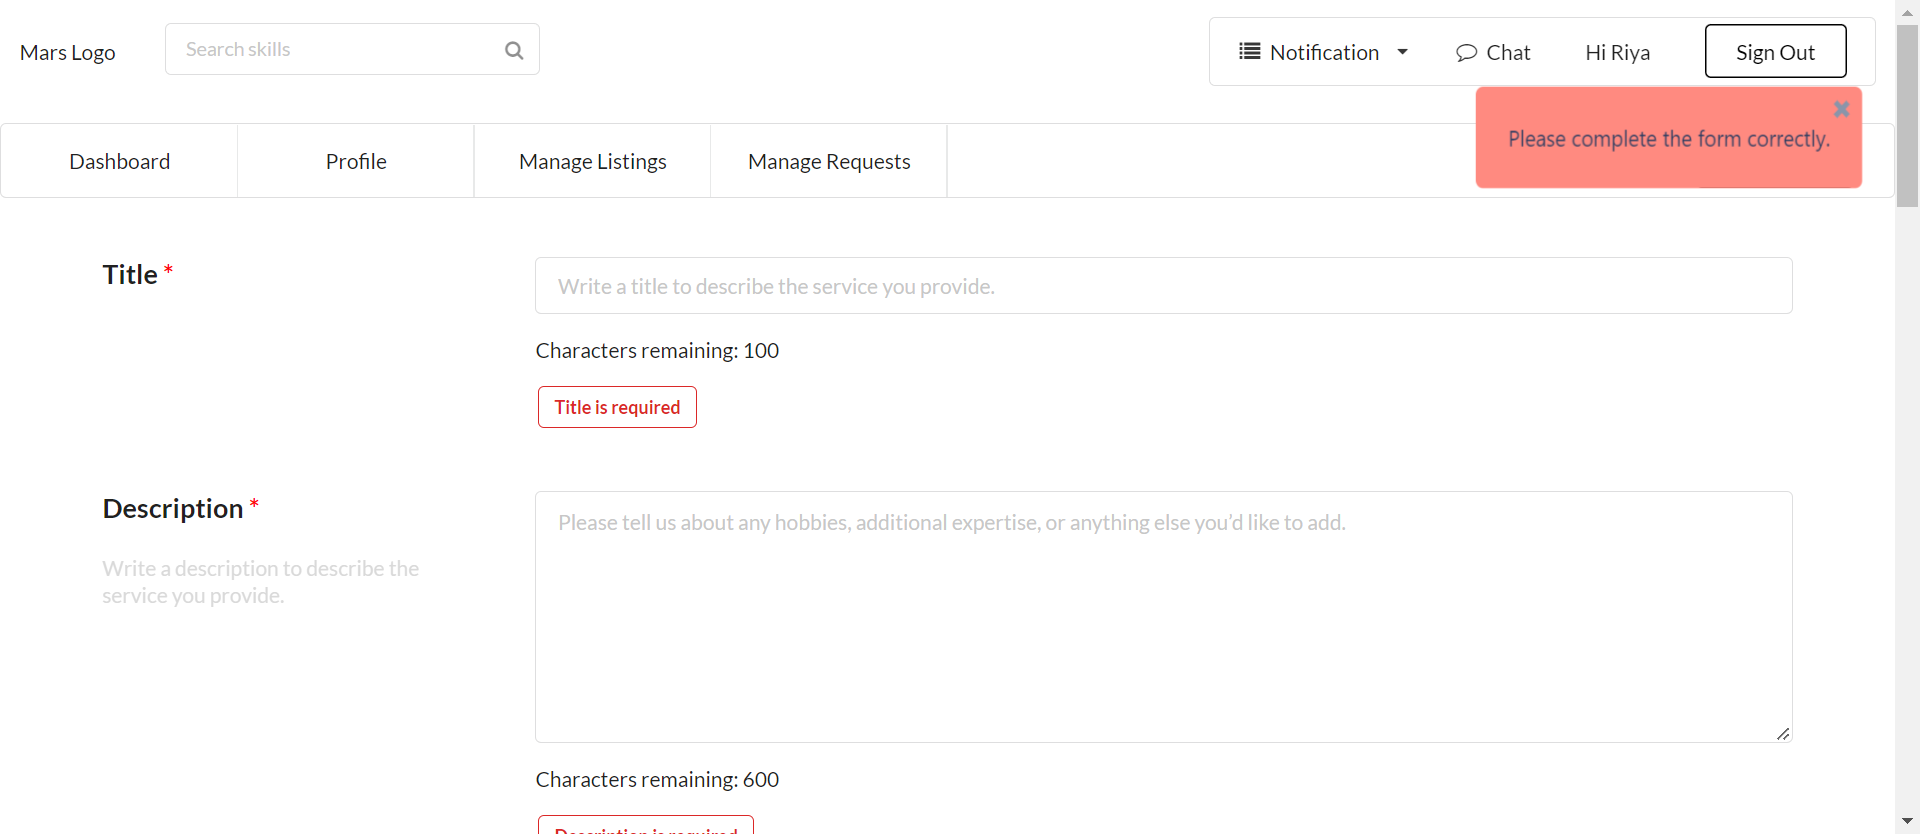 Mars Logo
Search skills
Notification
Chat
Hi Riya
Sign Out
Please complete the form correctly.
Dashboard
Profile
Manage Listings
Manage Requests
Title *
Write a title to describe the service you provide.
Characters remaining: 100
Title is required
Description *
Write a description to describe the
service you provide.
Please tell us about any hobbies, additional expertise, or anything else you’d like to add.
Characters remaining: 600
Description is required